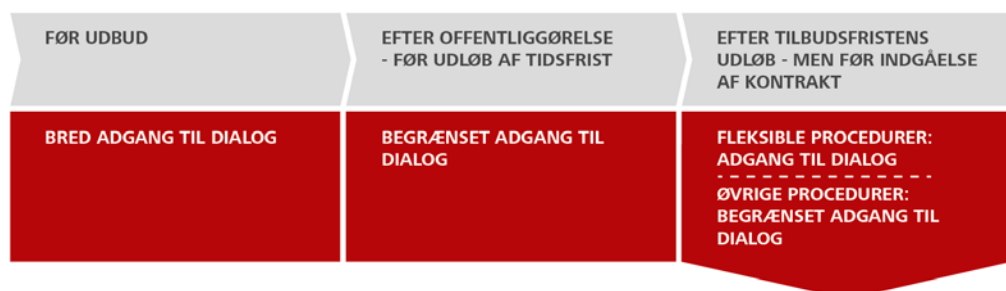 FØR UDBUD
EFTER OFFENTLIGGØRELSE
- FØR UDLØB AF TIDSFRIST
EFTER TILBUDSFRISTENS
UDLØB - MEN FØR INDGÅELSE
AF KONTRAKT
BRED ADGANG TIL DIALOG
BEGRÆNSET ADGANG TIL
DIALOG
FLEKSIBLE PROCEDURER:
ADGANG TIL DIALOG
ØVRIGE PROCEDURER:
BEGRÆNSET ADGANG TIL
DIALOG